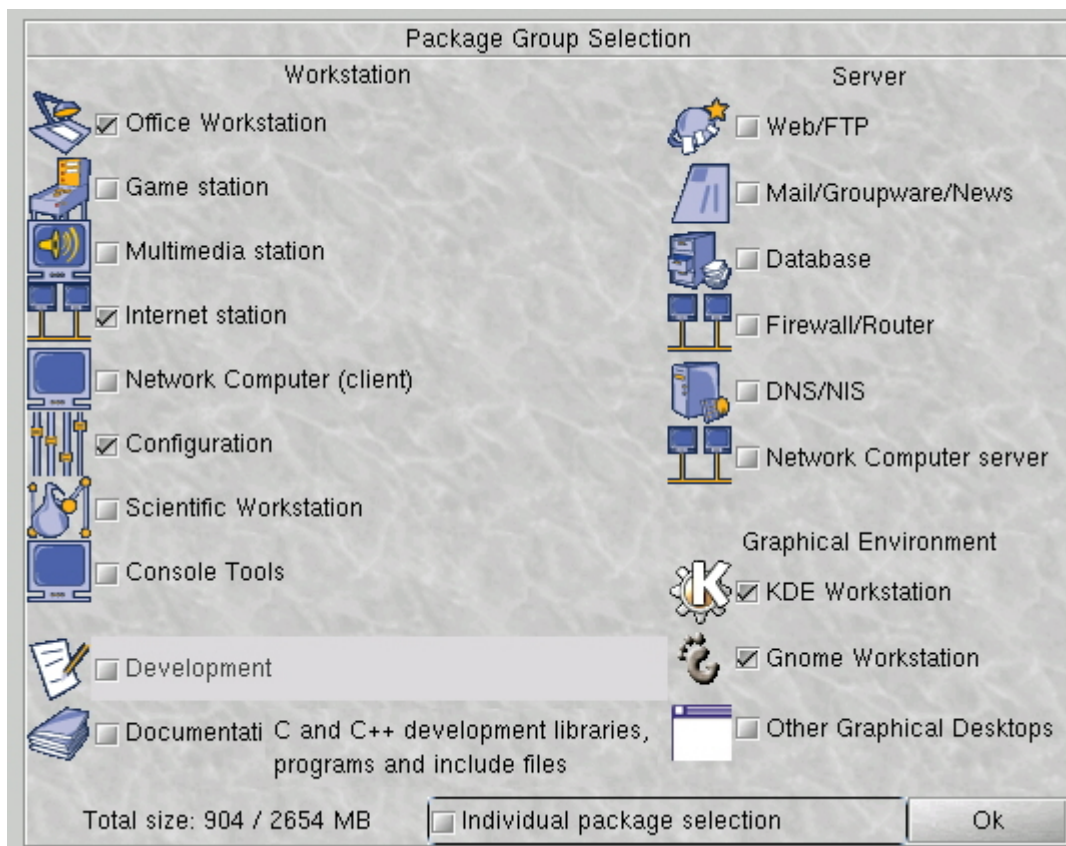 Package Group Selection
Workstation
Office Workstation
Game station
Multimedia station
Internet station
Network Computer (client)
Configuration
Scientific Workstation
Console Tools
Development
Documentati
C and C++ development libraries,
programs and include files
Server
Web/FTP
Mail/Groupware/News
Database
Firewall/Router
DNS/NIS
Network Computer server
Graphical Environment
KDE Workstation
Gnome Workstation
Other Graphical Desktops
Total size: 904 / 2654 MB
Individual package selection
Ok